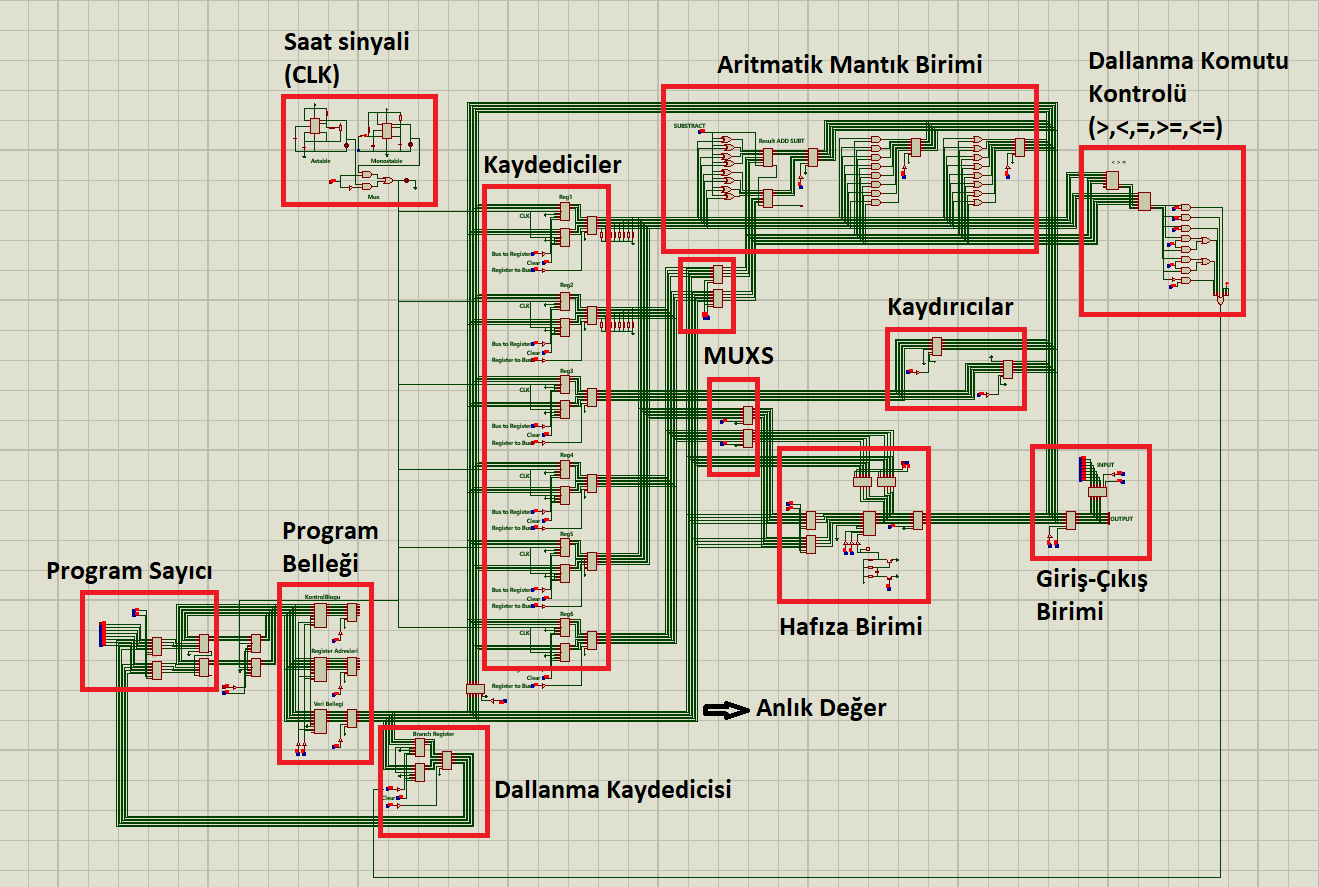 Saat sinyali
(CLK)
Astable
Monostable
Mux
Aritmatik Mantık Birimi
SUBSTRACT
Result ADD SUBT
Dallanma Komutu
Kontrolü
(>,<,=,>=,<=)
< > =
Kaydediciler
Reg1
CLK
Bus to Register
Clear
Register to Bus
Reg2
CLK
Bus to Register
Clear
Register to Bus
Reg3
CLK
Bus to Register
Clear
Register to Bus
Reg4
CLK
Bus to Register
Clear
Register to Bus
Reg5
CLK
Bus to Register
Clear
Register to Bus
Reg6
CLK
Clear
Register to Bus
MUXS
Kaydırıcılar
Hafıza Birimi
INPUT
OUTPUT
Giriş-Çıkış
Birimi
Program Sayıcı
Program
Belleği
KontrolBlogu
Register Adresleri
Veri Bellegi
Anlık Değer
Branch Register
Clear
Dallanma Kaydedicisi